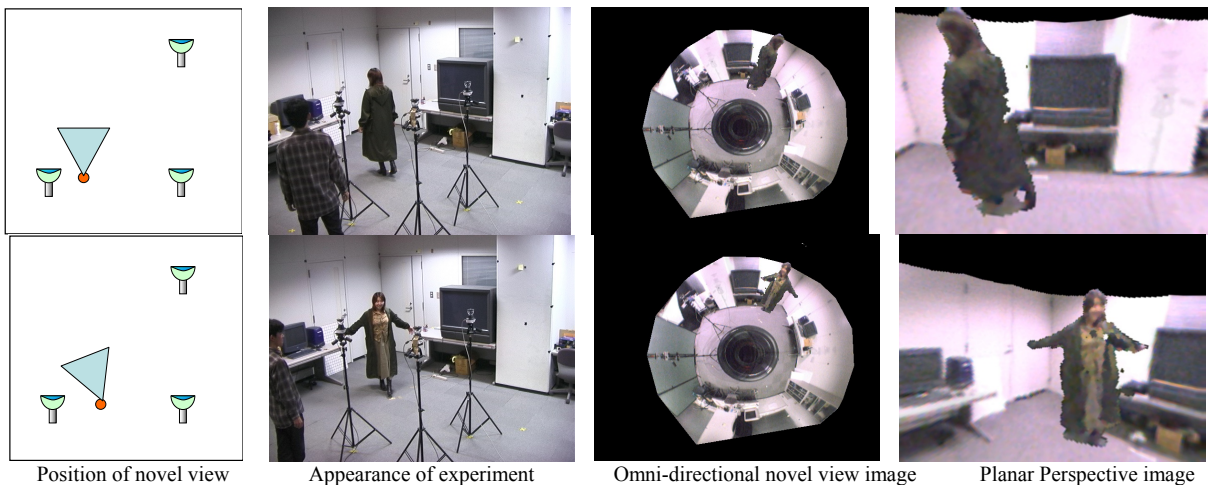 Position of novel view
Appearance of experiment
Omni-directional novel view image
Planar Perspective image